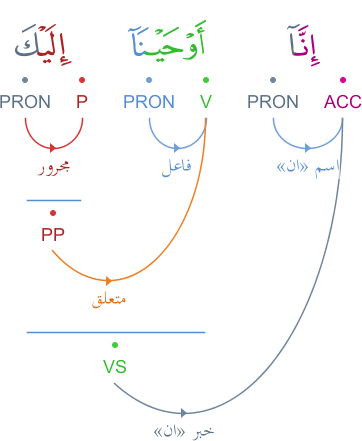 إِنَّآ أَوْحَيْنَآ إِلَيْكَ
ACC PRON V PRON P PRON
اسم «ان» فاعل مجرور
PP
متعلق
VS
خبر «ان»